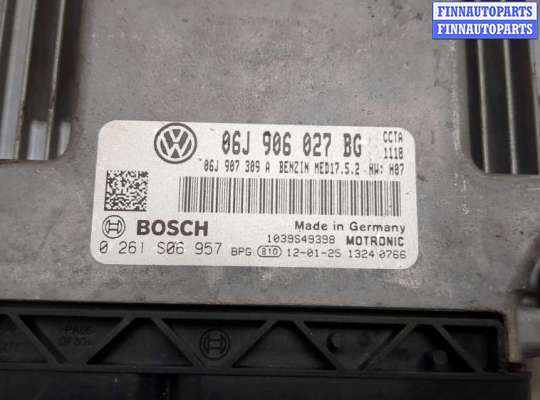 FINNAUTOPARTS
FINNAUTOPARTS
06J 906 027 BG CCTA
1118
06J 907 309 A BENZIN MED17.5.2 HW: H07
BOSCH Made in Germany
1039S49398 MOTRONIC
0 261 S06 957 BPG 810 12-01-25 1324 0766